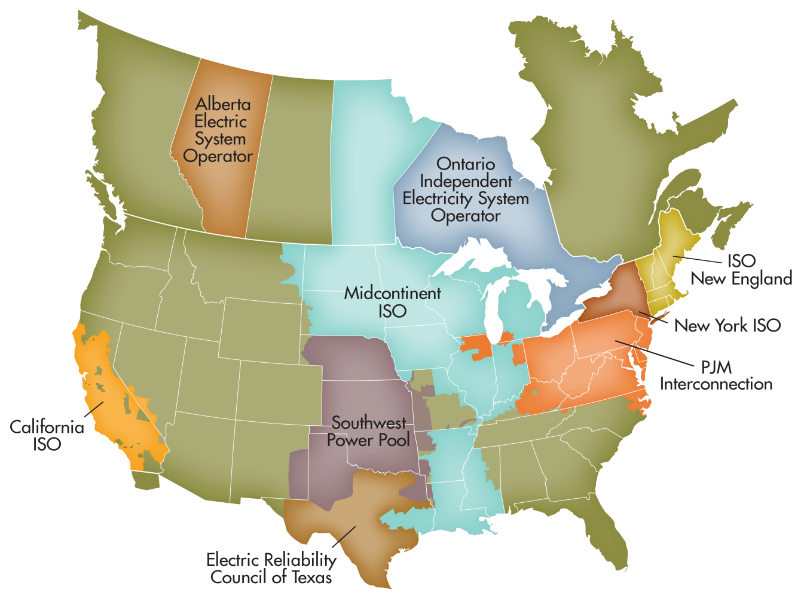 Alberta
Electric
System
Operator
Ontario
Independent
Electricity System
Operator
ISO
New England
Midcontinent
ISO
New York ISO
PJM
Interconnection
California
ISO
Southwest
Power Pool
Electric Reliability
Council of Texas